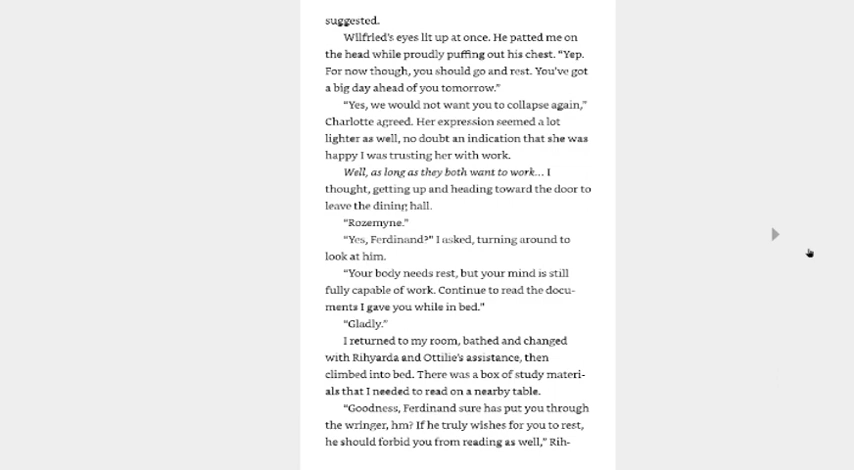 suggested.
Wilfried's eyes lit up at once. He patted me on
the head while proudly puffing out his chest. “Yep.
For now though, you should go and rest. You've got
a big day ahead of you tomorrow.”
“Yes, we would not want you to collapse again,”
Charlotte agreed. Her expression seemed a lot
lighter as well, no doubt an indication that she was
happy I was trusting her with work.
Well, as long as they both want to work... I
thought, getting up and heading toward the door to
leave the dining hall.
“Rozemyne.”
“Yes, Ferdinand?” I asked, turning around to
look at him.
“Your body needs rest, but your mind is still
fully capable of work. Continue to read the docu-
ments I gave you while in bed.”
“Gladly.”
I returned to my room, bathed and changed
with Rihyarda and Ottilie's assistance, then
climbed into bed. There was a box of study materi-
als that I needed to read on a nearby table.
“Goodness, Ferdinand sure has put you through
the wringer, hm? If he truly wishes for you to rest,
he should forbid you from reading as well,” Rih-